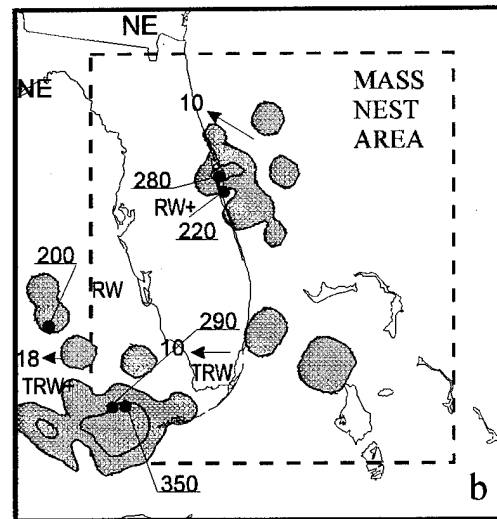 NE
NE
MASS
NEST
AREA
10
280
RW+
220
200
RW
290
18
10
TRW
TRW+
350
b